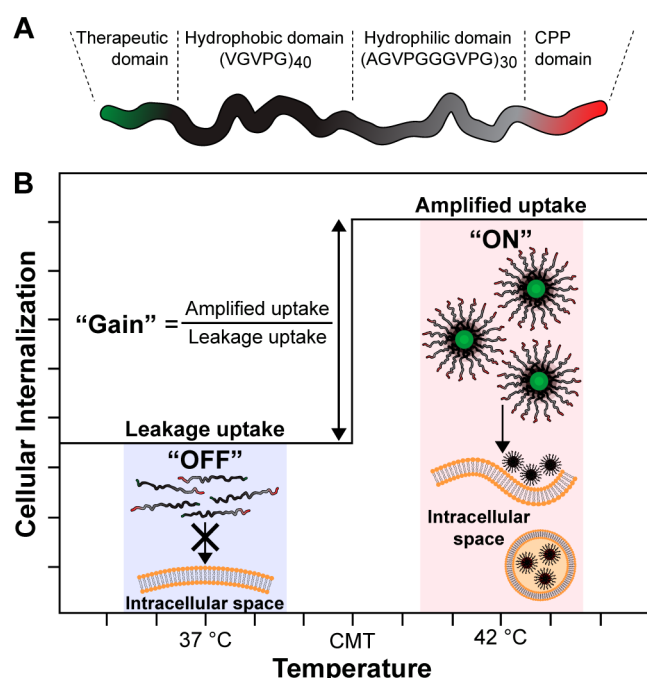 A
Therapeutic
domain
Hydrophobic domain
(VGVPG)40
Hydrophilic domain
(AGVPGGGVPG)30
CPP
domain
B
Cellular Internalization
Amplified uptake
“ON”
“Gain” = Amplified uptake
Leakage uptake
Leakage uptake
“OFF”
Intracellular
space
Intracellular space
37 °C
CMT
42 °C
Temperature